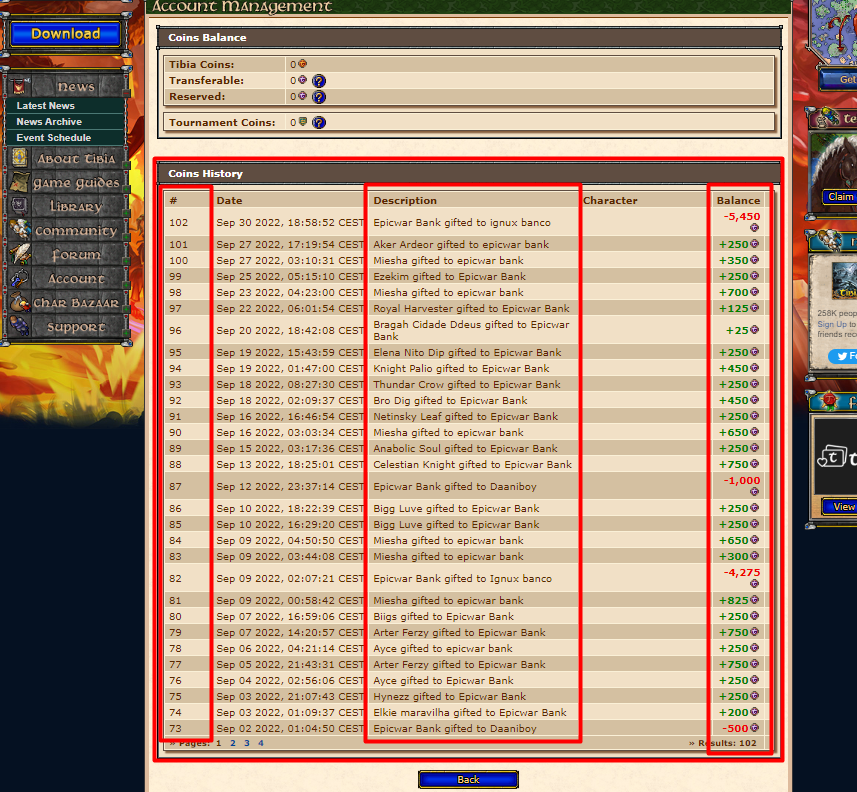 Account Management
Download
News
Latest News
News Archive
Event Schedule
About Tibia
Game Guides
Library
Community
Forum
Account
Char Bazaar
Support
Coins Balance
Tibia Coins: 0
Transferable: 0
Reserved: 0
Tournament Coins: 0
Coins History
# Date Description Character Balance
102 Sep 30 2022, 18:58:52 CEST Epicwar Bank gifted to ignux banco -5,450
101 Sep 27 2022, 17:19:54 CEST Aker Ardeor gifted to epicwar bank +250
100 Sep 27 2022, 03:10:31 CEST Miesha gifted to epicwar bank +350
99 Sep 25 2022, 05:15:10 CEST Ezekim gifted to Epicwar Bank +250
98 Sep 23 2022, 04:23:00 CEST Miesha gifted to epicwar bank +700
97 Sep 22 2022, 06:01:54 CEST Royal Harvester gifted to Epicwar Bank +125
96 Sep 20 2022, 18:42:08 CEST Bragah Cidade Ddeus gifted to Epicwar
Bank +25
95 Sep 19 2022, 15:43:59 CEST Elena Nito Dip gifted to Epicwar Bank +250
94 Sep 19 2022, 01:47:00 CEST Knight Palio gifted to Epicwar Bank +450
93 Sep 18 2022, 08:27:30 CEST Thundar Crow gifted to Epicwar Bank +250
92 Sep 18 2022, 02:09:37 CEST Bro Dig gifted to Epicwar Bank +450
91 Sep 16 2022, 16:46:54 CEST Netinsky Leaf gifted to Epicwar Bank +250
90 Sep 16 2022, 03:03:34 CEST Miesha gifted to epicwar bank +650
89 Sep 15 2022, 03:17:36 CEST Anabolic Soul gifted to Epicwar Bank +250
88 Sep 13 2022, 18:25:01 CEST Celestian Knight gifted to Epicwar Bank +750
87 Sep 12 2022, 23:37:14 CEST Epicwar Bank gifted to Daaniboy -1,000
86 Sep 10 2022, 18:22:39 CEST Bigg Luve gifted to Epicwar Bank +250
85 Sep 10 2022, 16:29:20 CEST Bigg Luve gifted to Epicwar Bank +250
84 Sep 09 2022, 04:50:50 CEST Miesha gifted to epicwar bank +650
83 Sep 09 2022, 03:44:08 CEST Miesha gifted to epicwar bank +300
82 Sep 09 2022, 02:07:21 CEST Epicwar Bank gifted to Ignux banco -4,275
81 Sep 09 2022, 00:58:42 CEST Miesha gifted to epicwar bank +825
80 Sep 07 2022, 16:59:06 CEST Biigs gifted to Epicwar Bank +250
79 Sep 07 2022, 14:20:57 CEST Arter Ferzy gifted to Epicwar Bank +750
78 Sep 06 2022, 04:21:14 CEST Ayce gifted to epicwar bank +250
77 Sep 05 2022, 21:43:31 CEST Arter Ferzy gifted to Epicwar Bank +750
76 Sep 04 2022, 02:56:06 CEST Ayce gifted to Epicwar Bank +250
75 Sep 03 2022, 21:07:43 CEST Hynezz gifted to Epicwar Bank +250
74 Sep 03 2022, 01:09:37 CEST Elkie maravilha gifted to Epicwar Bank +200
73 Sep 02 2022, 01:04:50 CEST Epicwar Bank gifted to Daaniboy -500
» Pages: 1 2 3 4 » Results: 102
Back
Get
Claim
258K peop
Sign Up to
friends rec
View